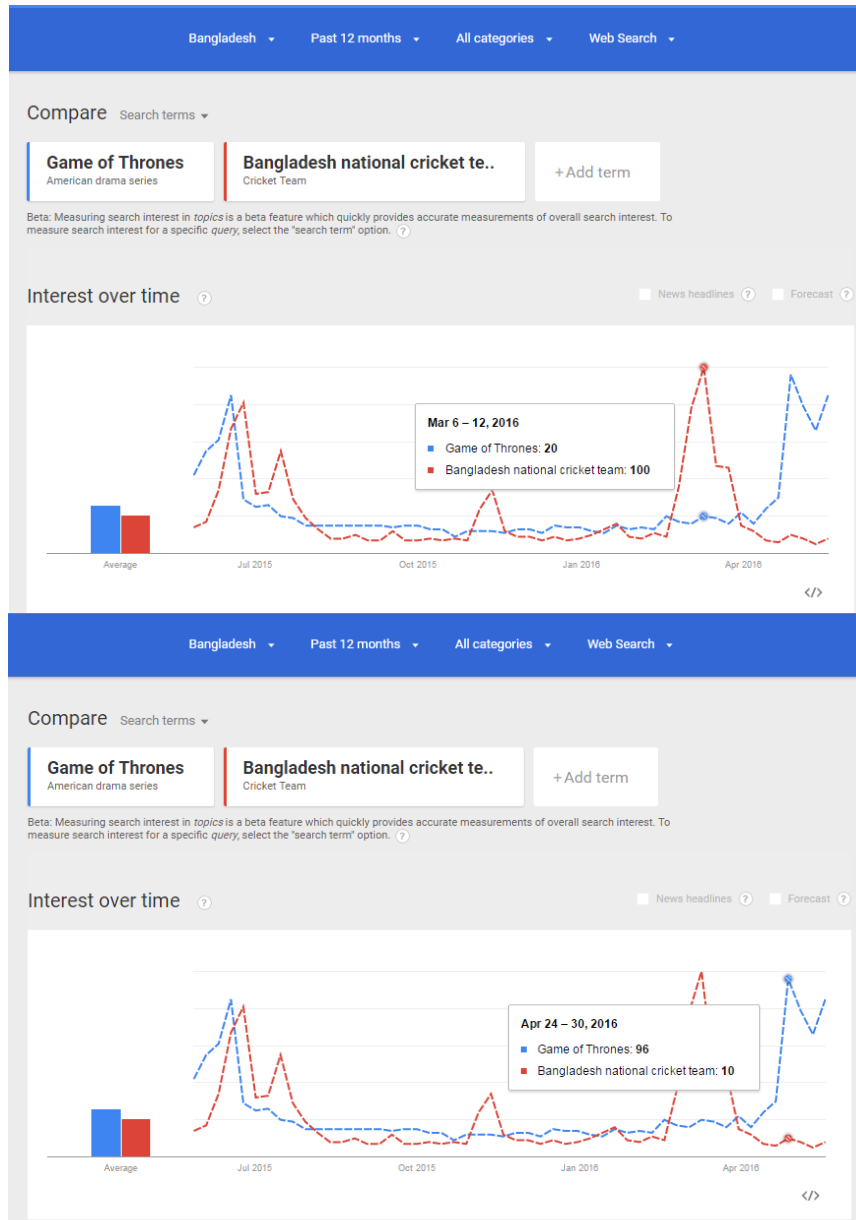 Bangladesh Past 12 months All categories Web Search
Compare Search terms
Game of Thrones
American drama series
Bangladesh national cricket te..
Cricket Team
+Add term
Beta: Measuring search interest in topics is a beta feature which quickly provides accurate measurements of overall search interest. To
measure search interest for a specific query, select the "search term" option. ?
Interest over time ?
News headlines ? Forecast ?
Mar 6 – 12, 2016
Game of Thrones: 20
Bangladesh national cricket team: 100
Average Jul 2015 Oct 2015 Jan 2016 Apr 2016
</>
Bangladesh Past 12 months All categories Web Search
Compare Search terms
Game of Thrones
American drama series
Bangladesh national cricket te..
Cricket Team
+Add term
Beta: Measuring search interest in topics is a beta feature which quickly provides accurate measurements of overall search interest. To
measure search interest for a specific query, select the "search term" option. ?
Interest over time ?
News headlines ? Forecast ?
Apr 24 – 30, 2016
Game of Thrones: 96
Bangladesh national cricket team: 10
Average Jul 2015 Oct 2015 Jan 2016 Apr 2016
</>